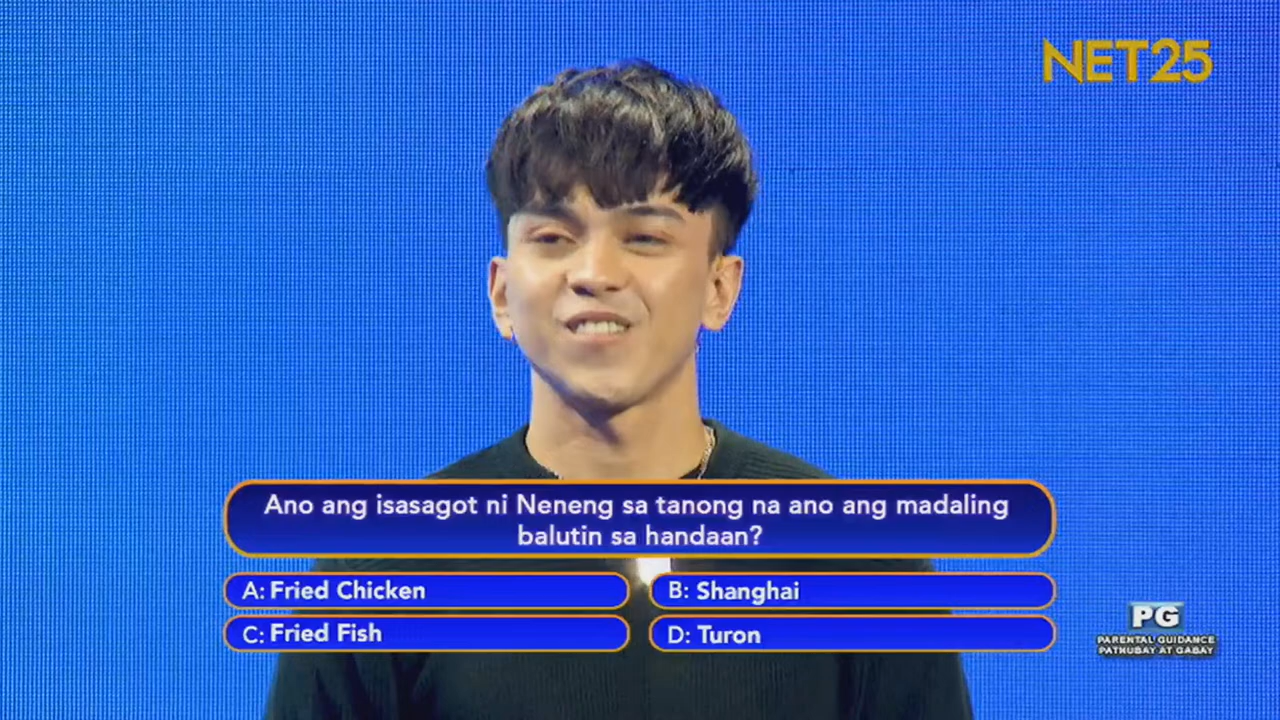 NET25
Ano ang isasagot ni Neneng sa tanong na ano ang madaling
balutin sa handaan?
A: Fried Chicken
B: Shanghai
C: Fried Fish
D: Turon
PG
PARENTAL GUIDANCE
PATNUBAY AT GABAY